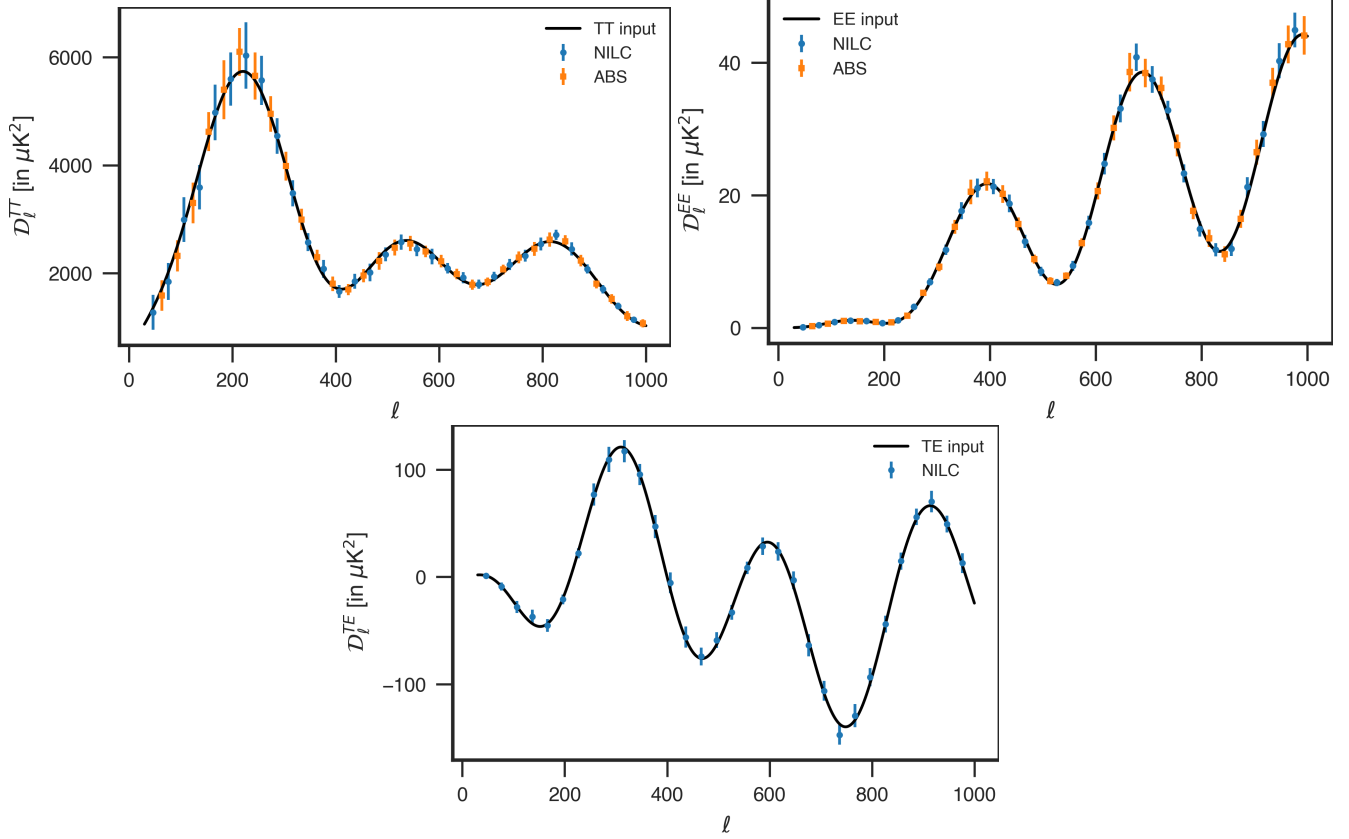 TT input
NILC
ABS
6000
4000
2000
𝒟ℓ^TT [in µK²]
0 200 400 600 800 1000
ℓ
EE input
NILC
ABS
40
20
0
𝒟ℓ^EE [in µK²]
0 200 400 600 800 1000
ℓ
TE input
NILC
100
0
−100
𝒟ℓ^TE [in µK²]
0 200 400 600 800 1000
ℓ